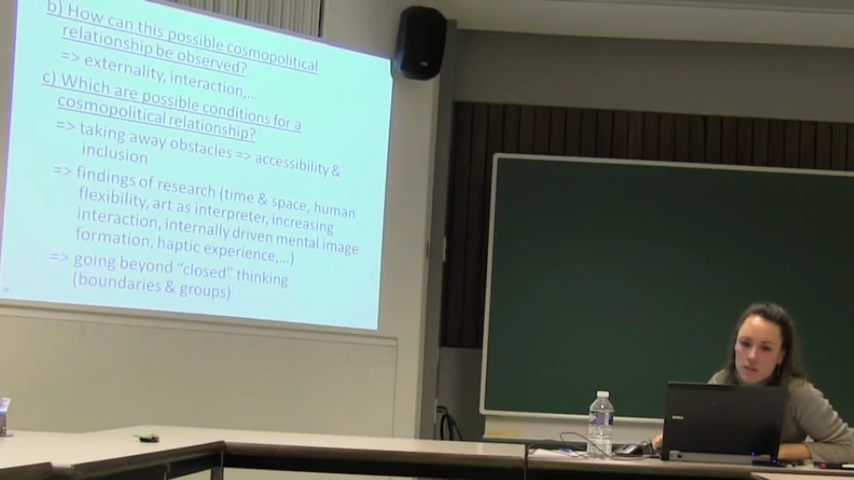 b) How can this possible cosmopolitical
relationship be observed?
=> externality, interaction,...
c) Which are possible conditions for a
cosmopolitical relationship?
=> taking away obstacles => accessibility &
inclusion
=> findings of research (time & space, human
flexibility, art as interpreter, increasing
interaction, internally driven mental image
formation, haptic experience,...)
=> going beyond “closed” thinking
(boundaries & groups)
DELL